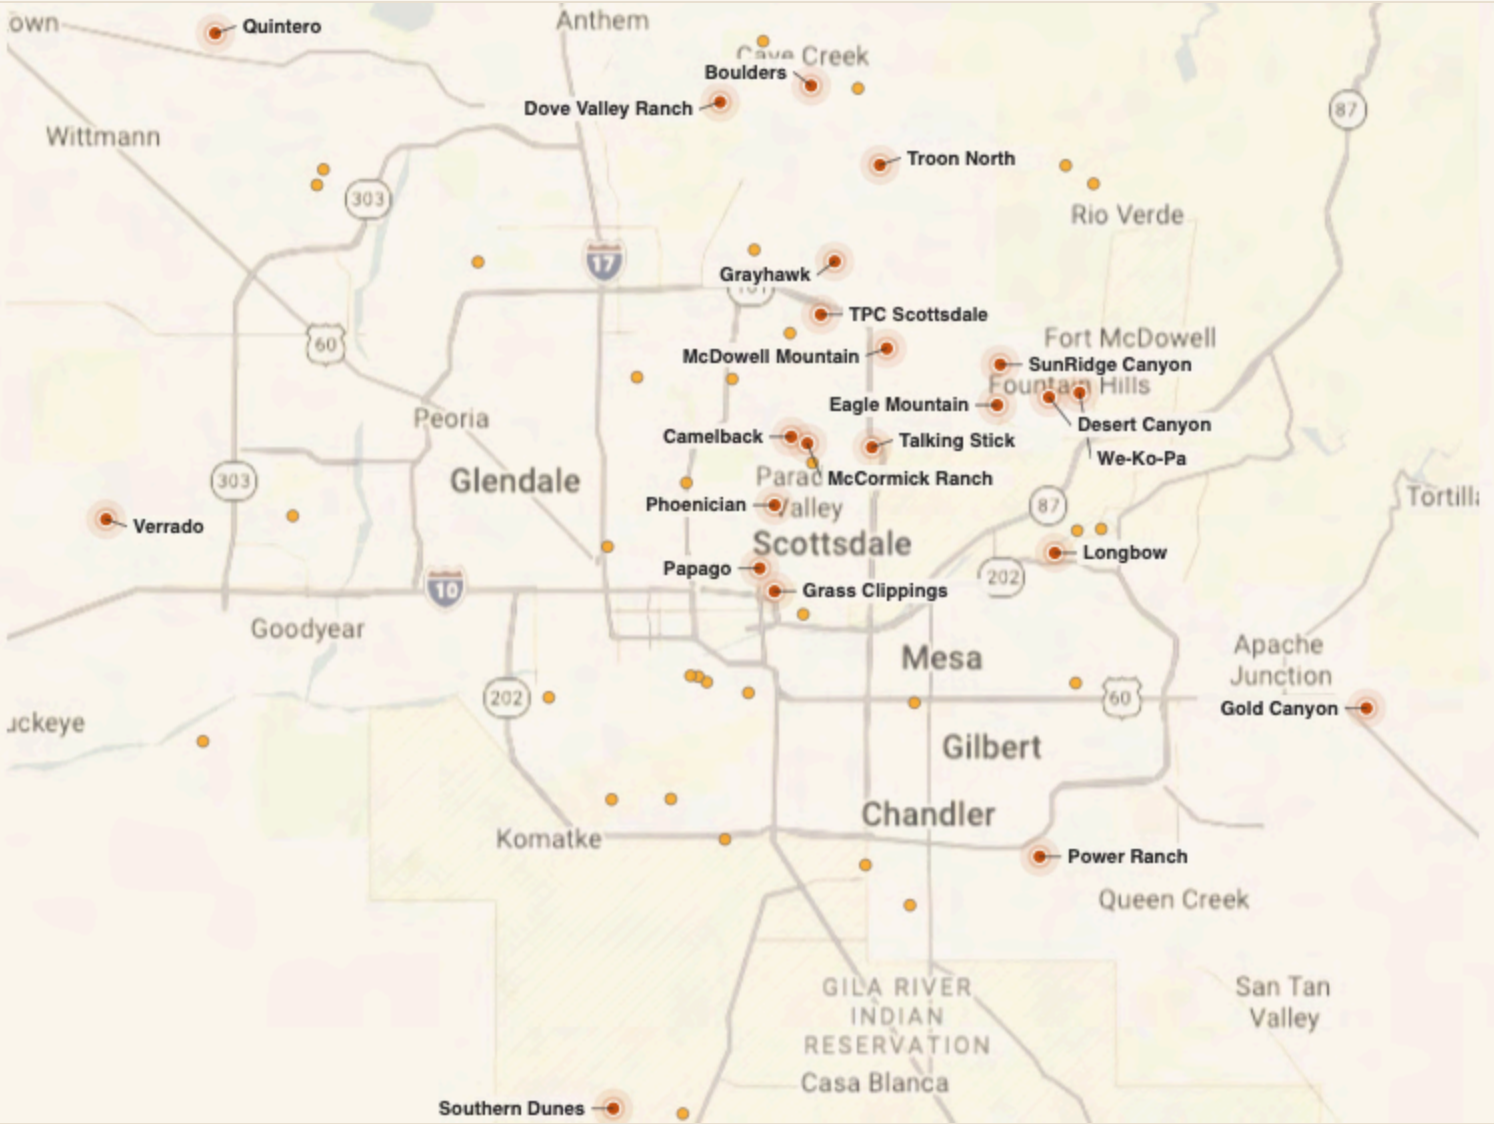 own
Quintero
Anthem
Cave Creek
Boulders
Dove Valley Ranch
87
Wittmann
Troon North
303
Rio Verde
17
Grayhawk
101
TPC Scottsdale
60
Fort McDowell
McDowell Mountain
SunRidge Canyon
Fountain Hills
Eagle Mountain
Peoria
Desert Canyon
Camelback
Talking Stick
We-Ko-Pa
Glendale
Parad
McCormick Ranch
303
Tortilla
Phoenician
Valley
87
Verrado
Scottsdale
Longbow
Papago
202
10
Grass Clippings
Goodyear
Mesa
Apache
Junction
202
60
Gold Canyon
uckeye
Gilbert
Chandler
Komatke
Power Ranch
Queen Creek
GILA RIVER
INDIAN
RESERVATION
San Tan
Valley
Casa Blanca
Southern Dunes